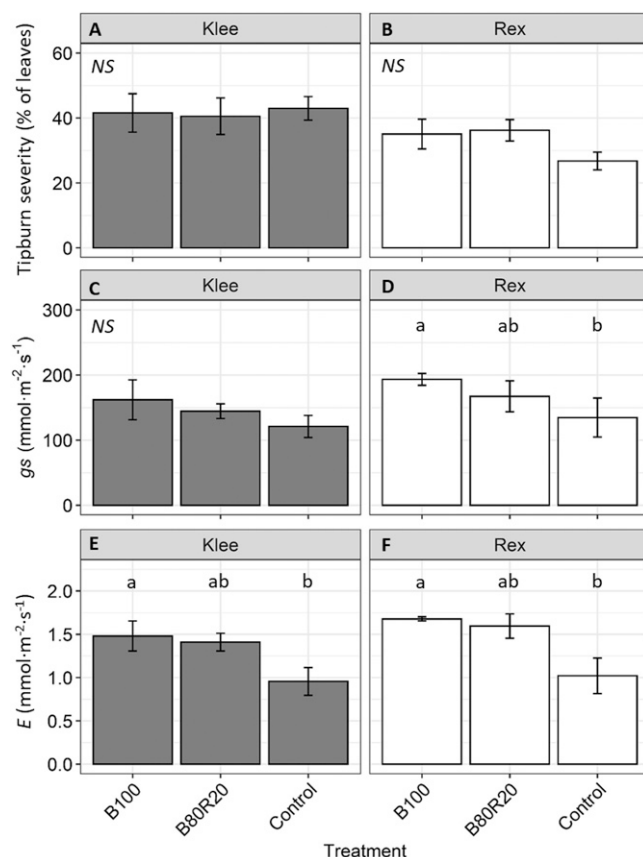 A Klee
B Rex
Tipburn severity (% of leaves)
60
40
20
0
NS
NS
C Klee
D Rex
gs (mmol·m⁻²·s⁻¹)
300
200
100
0
NS
a ab b
E Klee
F Rex
E (mmol·m⁻²·s⁻¹)
2.0
1.5
1.0
0.5
0.0
a ab b
a ab b
B100 B80R20 Control
B100 B80R20 Control
Treatment